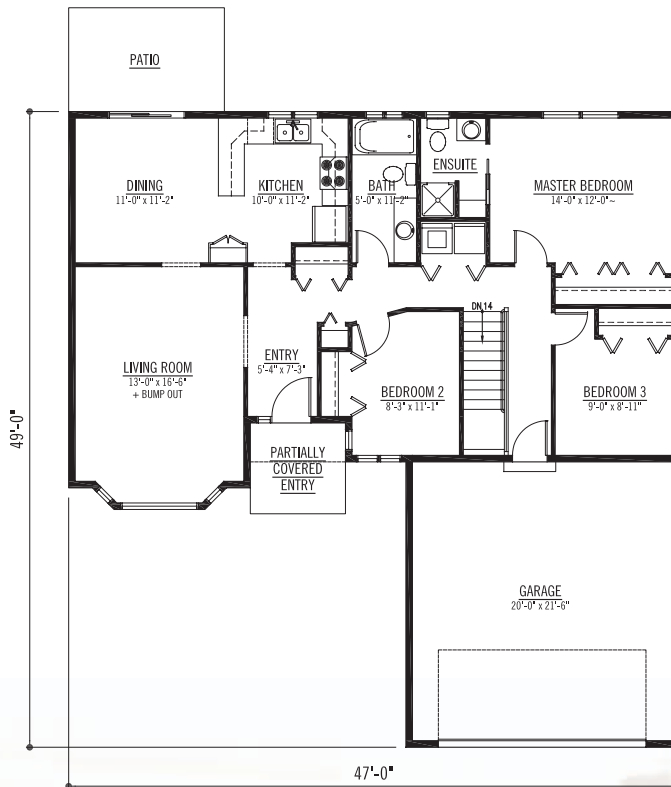 PATIO
DINING
11'-0" x 11'-2"
KITCHEN
10'-0" x 11'-2"
BATH
5'-0" x 11'-2"
ENSUITE
MASTER BEDROOM
14'-0" x 12'-0"~
DN 14
LIVING ROOM
13'-0" x 16'-6"
+ BUMP OUT
ENTRY
5'-4" x 7'-3"
BEDROOM 2
8'-3" x 11'-1"
BEDROOM 3
9'-0" x 8'-11"
PARTIALLY
COVERED
ENTRY
49'-0"
GARAGE
20'-0" x 21'-6"
47'-0"